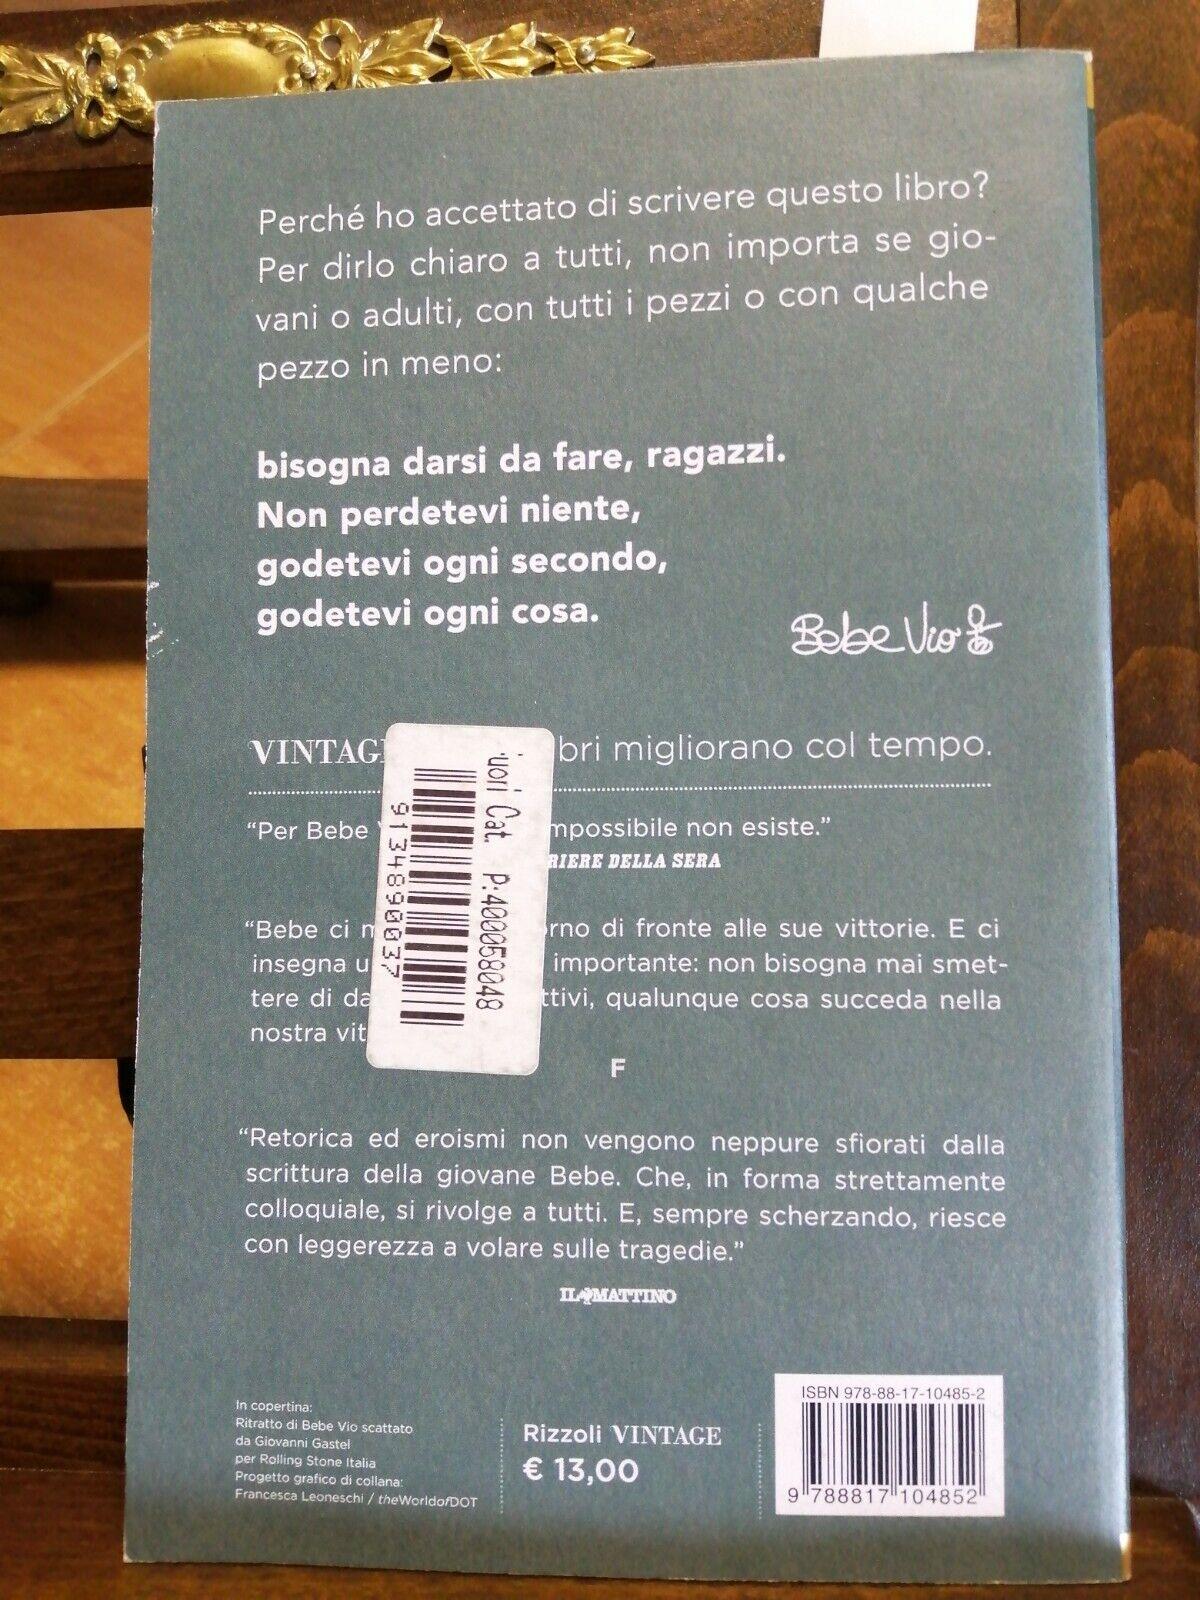 Perché ho accettato di scrivere questo libro?
Per dirlo chiaro a tutti, non importa se gio-
vani o adulti, con tutti i pezzi o con qualche
pezzo in meno:
bisogna darsi da fare, ragazzi.
Non perdetevi niente,
godetevi ogni secondo,
godetevi ogni cosa.
Bebe Vio
VINTAG bri migliorano col tempo.
uori Cat. P:400058048
9134890037
“Per Bebe V mpossibile non esiste.”
RIERE DELLA SERA
“Bebe ci m orno di fronte alle sue vittorie. E ci
insegna u importante: non bisogna mai smet-
tere di da ttivi, qualunque cosa succeda nella
nostra vit
F
“Retorica ed eroismi non vengono neppure sfiorati dalla
scrittura della giovane Bebe. Che, in forma strettamente
colloquiale, si rivolge a tutti. E, sempre scherzando, riesce
con leggerezza a volare sulle tragedie.”
IL MATTINO
In copertina:
Ritratto di Bebe Vio scattato
da Giovanni Gastel
per Rolling Stone Italia
Progetto grafico di collana:
Francesca Leoneschi / theWorldofDOT
Rizzoli VINTAGE
€ 13,00
ISBN 978-88-17-10485-2
9 788817 104852